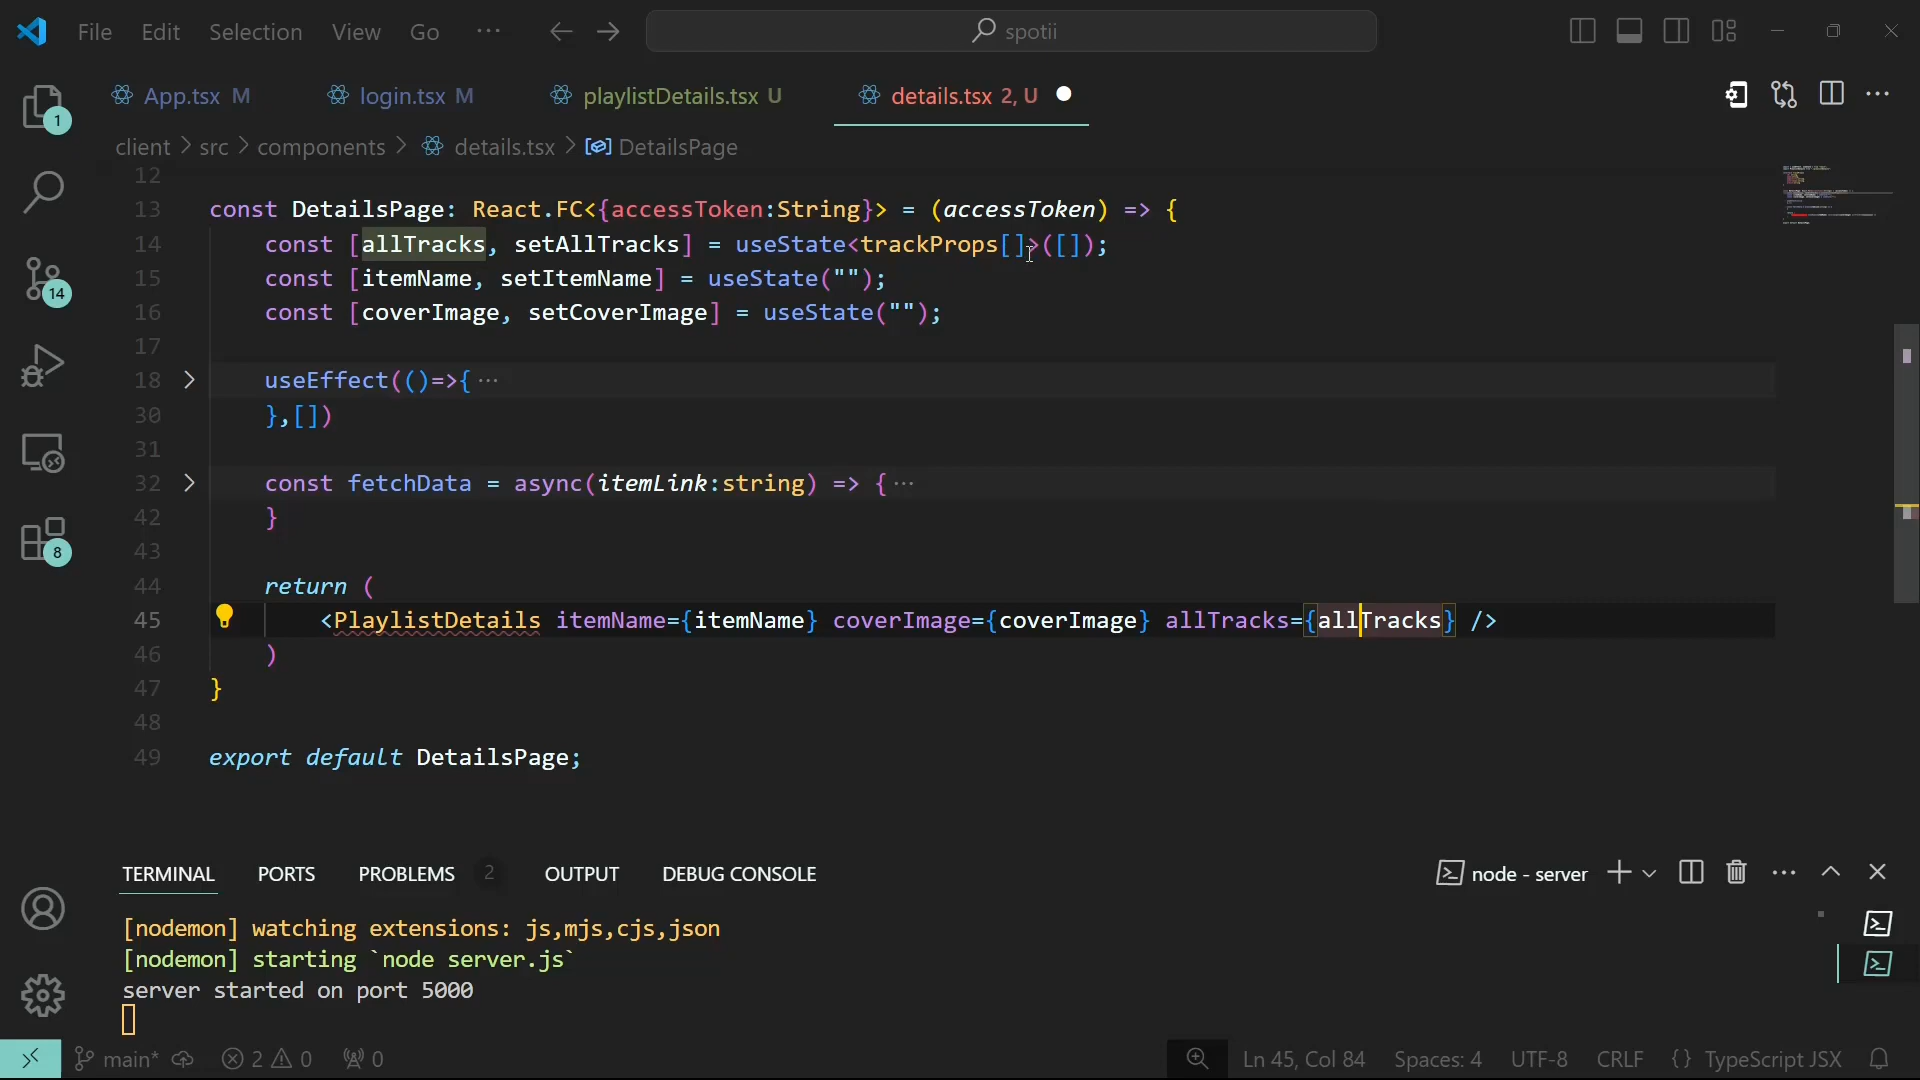 File Edit Selection View Go ··· spotii
App.tsx M login.tsx M playlistDetails.tsx U details.tsx 2, U
client > src > components > details.tsx > DetailsPage
12
13 const DetailsPage: React.FC<{accessToken:String}> = (accessToken) => {
14 const [allTracks, setAllTracks] = useState<trackProps[]>([]);
15 const [itemName, setItemName] = useState("");
16 const [coverImage, setCoverImage] = useState("");
17
18 useEffect(()=>{ ···
30 },[])
31
32 const fetchData = async(itemLink:string) => { ···
42 }
43
44 return (
45 <PlaylistDetails itemName={itemName} coverImage={coverImage} allTracks={allTracks} />
46 )
47 }
48
49 export default DetailsPage;
1
14
8
TERMINAL PORTS PROBLEMS 2 OUTPUT DEBUG CONSOLE node - server
[nodemon] watching extensions: js,mjs,cjs,json
[nodemon] starting `node server.js`
server started on port 5000
main* 2 0 0 Ln 45, Col 84 Spaces: 4 UTF-8 CRLF {} TypeScript JSX